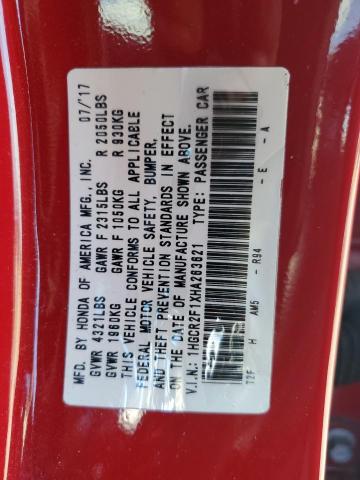 MFD. BY HONDA OF AMERICA MFG., INC. 07/'17
GVWR 4321LBS GAWR F 2315LBS R 2050LBS
GVWR 1960KG GAWR F 1050KG R 930KG
THIS VEHICLE CONFORMS TO ALL APPLICABLE
FEDERAL MOTOR VEHICLE SAFETY, BUMPER,
AND THEFT PREVENTION STANDARDS IN EFFECT
ON THE DATE OF MANUFACTURE SHOWN ABOVE.
V.I.N.: 1HGCR2F1XHA283621 TYPE: PASSENGER CAR
T2F H AM5 - R94 - E - A